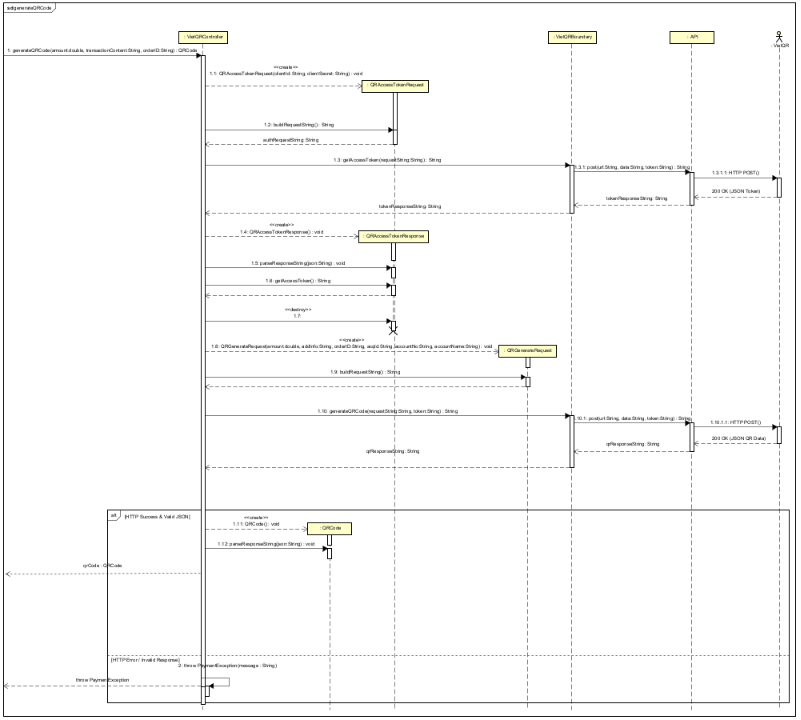 sd generateQRCode
: VietQRController
: VietQRBoundary
: API
: VietQR
1: generateQRCode(amount:double, transactionContent:String, orderID:String) : QRCode
<<create>>
1.1: QRAccessTokenRequest(clientId: String, clientSecret: String) : void
: QRAccessTokenRequest
1.2: buildRequestString() : String
authRequestString: String
1.3: getAccessToken(requestString:String) : String
1.3.1: post(url:String, data:String, token:String) : String
1.3.1.1: HTTP POST()
200 OK (JSON Token)
tokenResponseString: String
tokenResponseString: String
<<create>>
1.4: QRAccessTokenResponse() : void
: QRAccessTokenResponse
1.5: parseResponseString(json:String) : void
1.6: getAccessToken() : String
<<destroy>>
1.7:
<<create>>
1.8: QRGenerateRequest(amount:double, addInfo:String, orderID:String, acqId:String, accountNo:String, accountName:String) : void
: QRGenerateRequest
1.9: buildRequestString() : String
1.10: generateQRCode(requestString:String, token:String) : String
1.10.1: post(url:String, data:String, token:String) : String
1.10.1.1: HTTP POST()
200 OK (JSON QR Data)
qrResponseString: String
qrResponseString: String
alt
[HTTP Success & Valid JSON]
<<create>>
1.11: QRCode() : void
: QRCode
1.12: parseResponseString(json:String) : void
qrCode : QRCode
[HTTP Error / Invalid Response]
2: throw PaymentException(message : String)
throw PaymentException